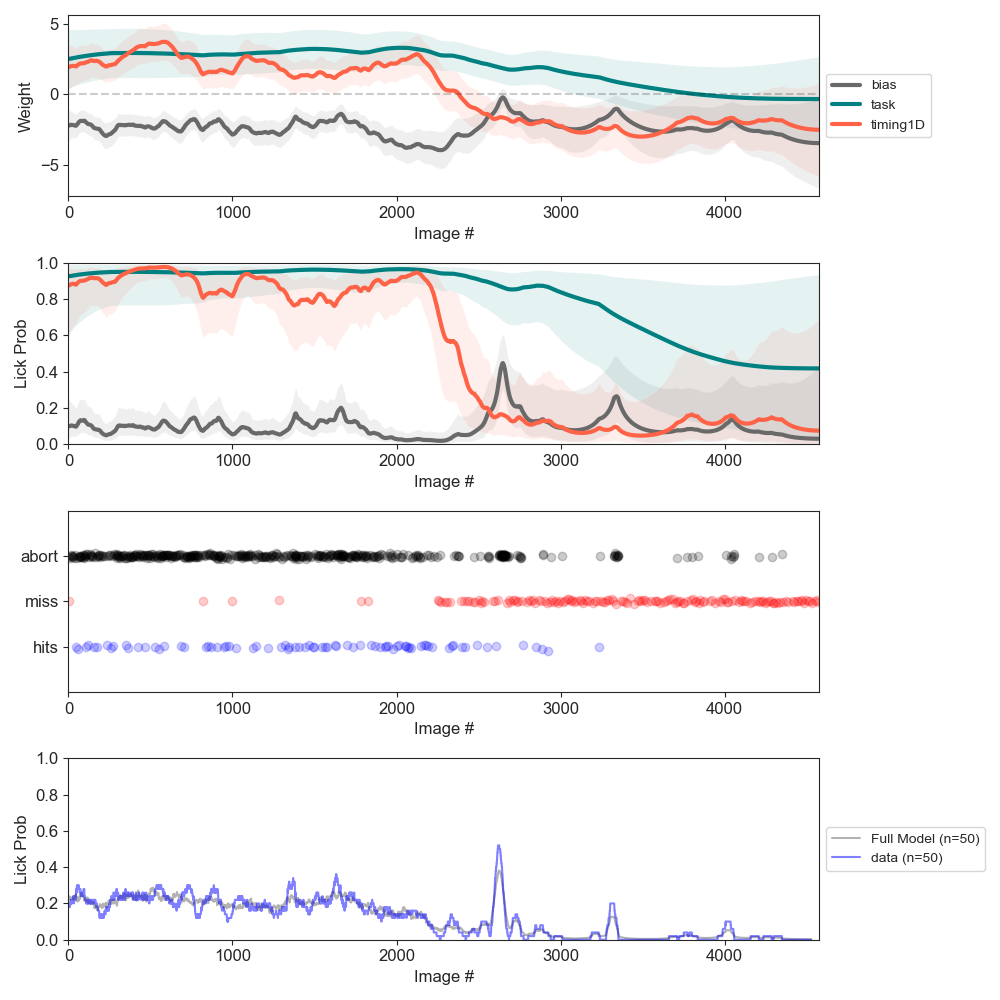 5
0
−5
Weight
0
1000
2000
3000
4000
Image #
bias
task
timing1D
1.0
0.8
0.6
0.4
0.2
0.0
Lick Prob
0
1000
2000
3000
4000
Image #
abort
miss
hits
0
1000
2000
3000
4000
Image #
1.0
0.8
0.6
0.4
0.2
0.0
Lick Prob
0
1000
2000
3000
4000
Image #
Full Model (n=50)
data (n=50)